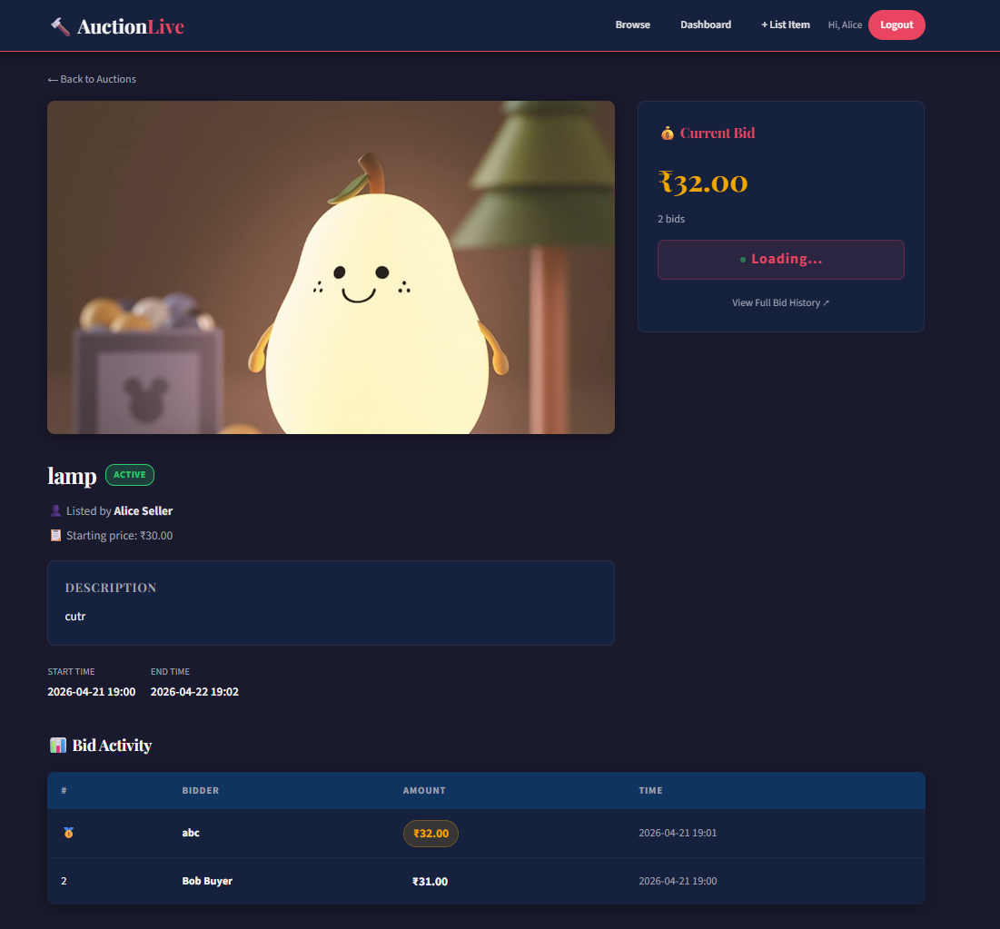 AuctionLive
Browse Dashboard + List Item Hi, Alice Logout
← Back to Auctions
Current Bid
₹32.00
2 bids
Loading...
View Full Bid History ↗
lamp ACTIVE
Listed by Alice Seller
Starting price: ₹30.00
DESCRIPTION
cutr
START TIME END TIME
2026-04-21 19:00 2026-04-22 19:02
Bid Activity
# BIDDER AMOUNT TIME
abc ₹32.00 2026-04-21 19:01
2 Bob Buyer ₹31.00 2026-04-21 19:00